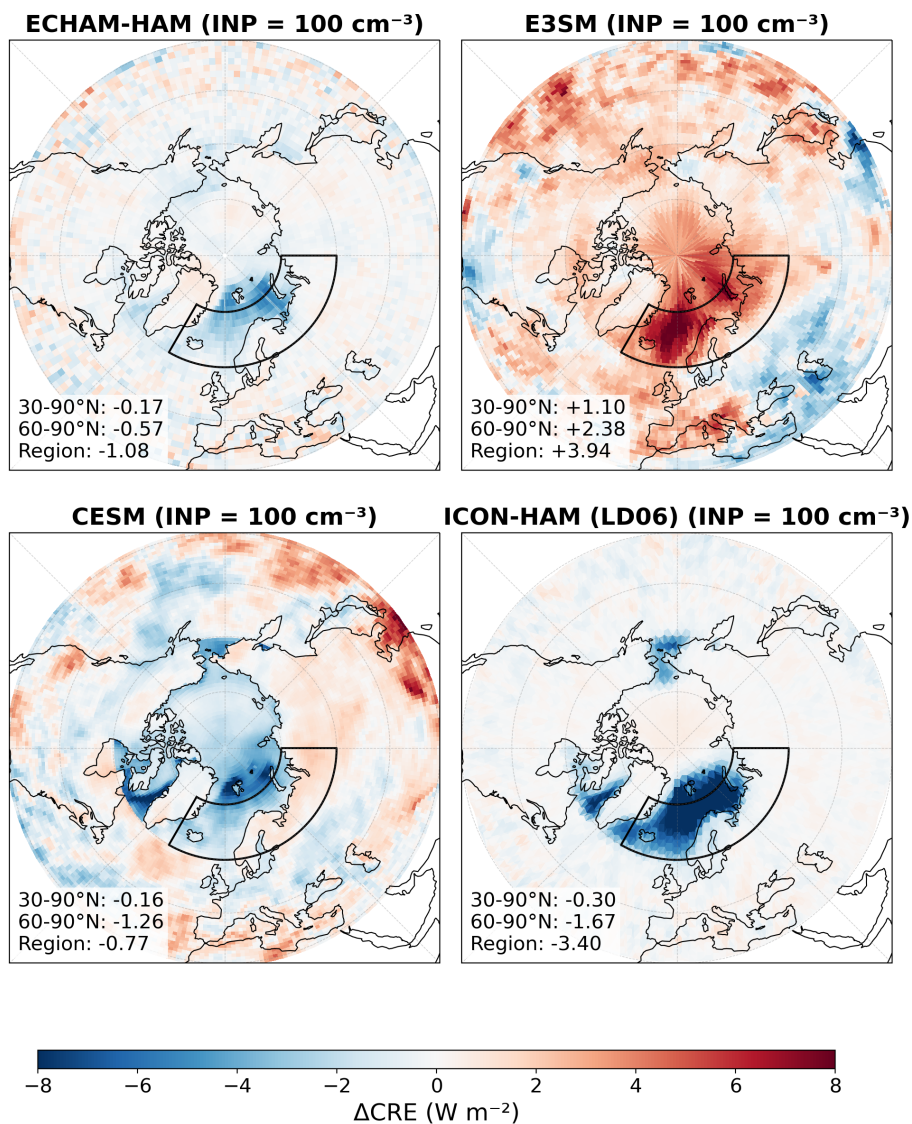 ECHAM-HAM (INP = 100 cm⁻³)
E3SM (INP = 100 cm⁻³)
30-90°N: -0.17
60-90°N: -0.57
Region: -1.08
30-90°N: +1.10
60-90°N: +2.38
Region: +3.94
CESM (INP = 100 cm⁻³)
ICON-HAM (LD06) (INP = 100 cm⁻³)
30-90°N: -0.16
60-90°N: -1.26
Region: -0.77
30-90°N: -0.30
60-90°N: -1.67
Region: -3.40
−8 −6 −4 −2 0 2 4 6 8
ΔCRE (W m⁻²)